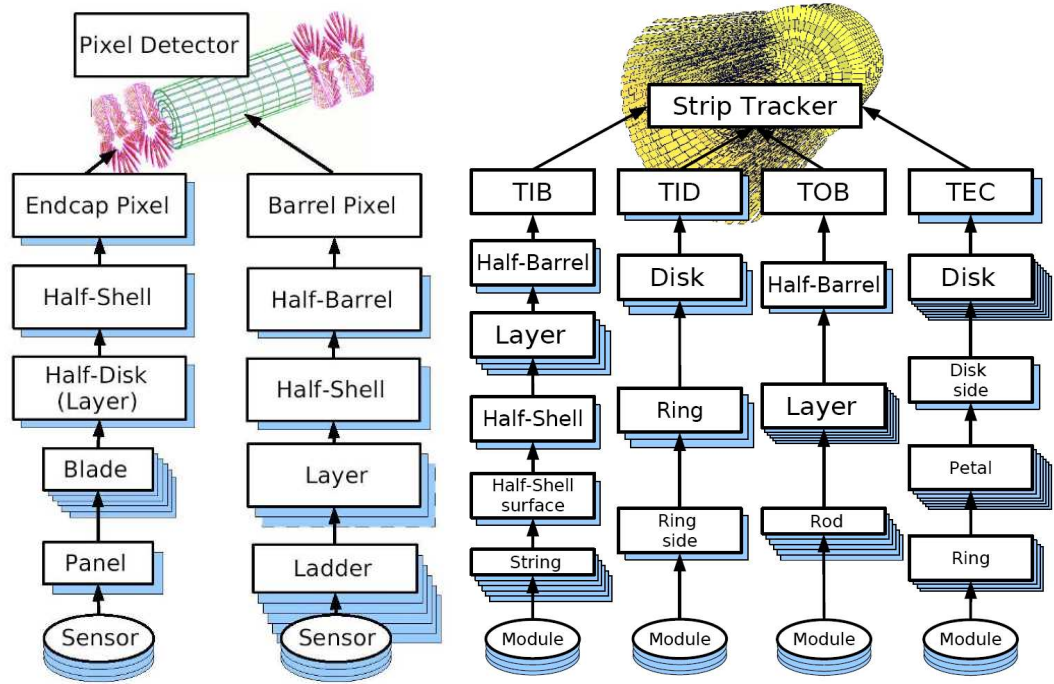 Pixel Detector
Endcap Pixel
Half-Shell
Half-Disk
(Layer)
Blade
Panel
Sensor
Barrel Pixel
Half-Barrel
Half-Shell
Layer
Ladder
Sensor
Strip Tracker
TIB
Half-Barrel
Layer
Half-Shell
Half-Shell
surface
String
Module
TID
Disk
Ring
Ring
side
Module
TOB
Half-Barrel
Layer
Rod
Module
TEC
Disk
Disk
side
Petal
Ring
Module